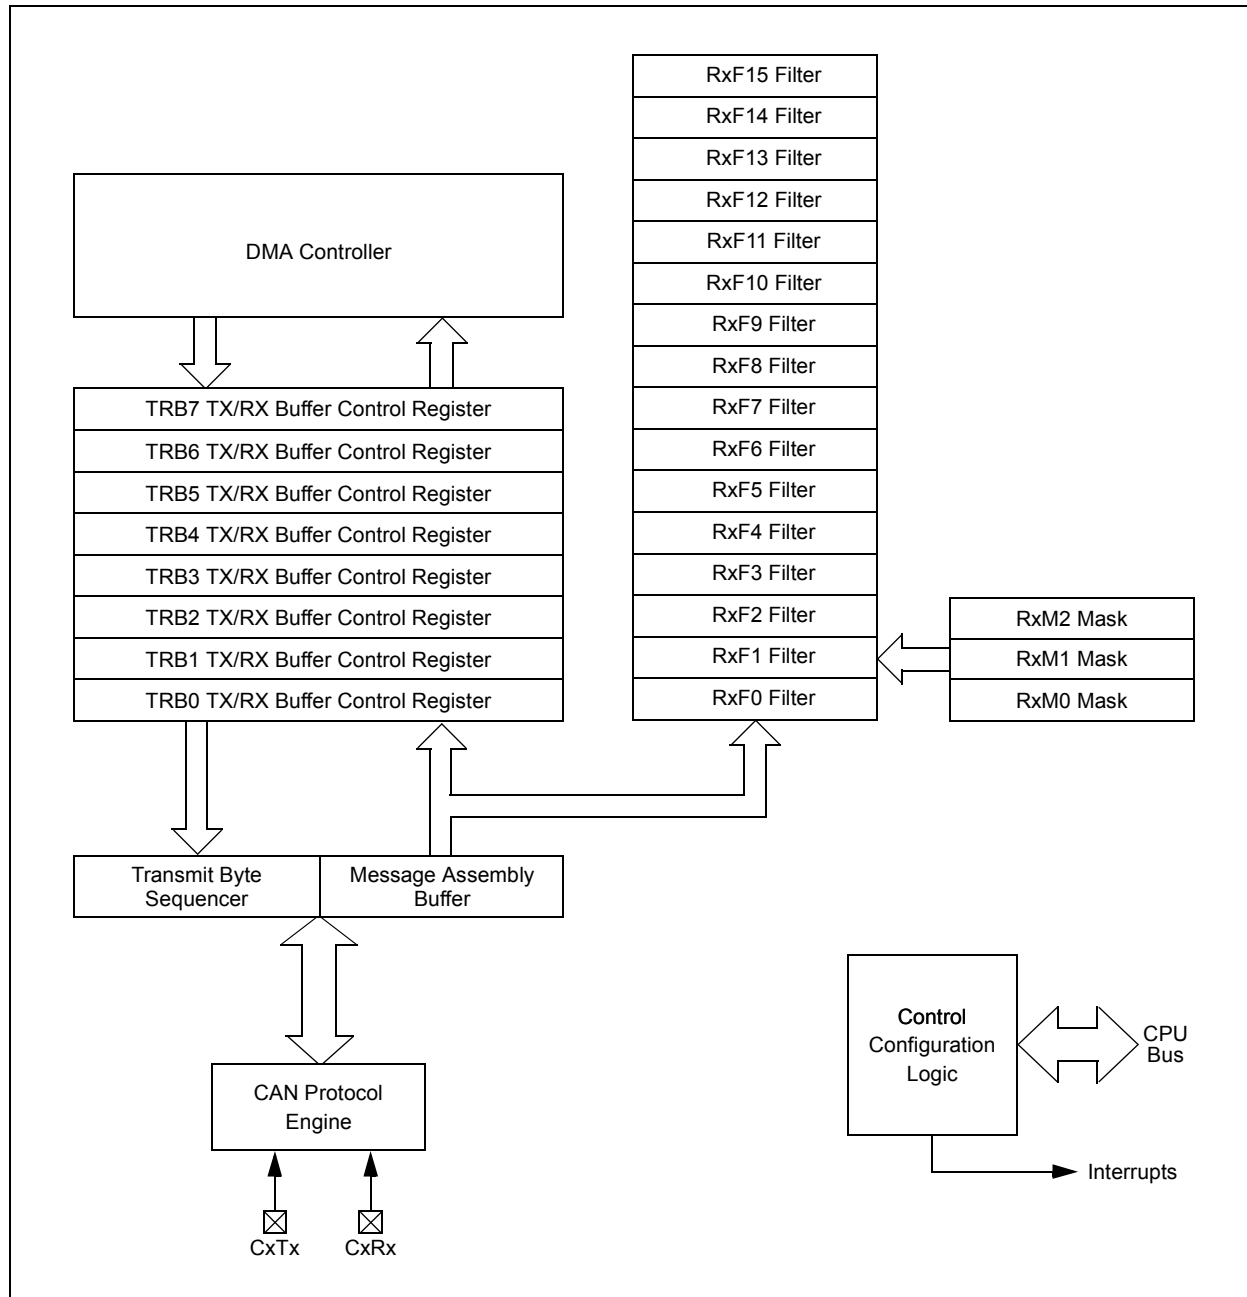 RxF15 Filter
RxF14 Filter
RxF13 Filter
RxF12 Filter
RxF11 Filter
RxF10 Filter
RxF9 Filter
RxF8 Filter
RxF7 Filter
RxF6 Filter
RxF5 Filter
RxF4 Filter
RxF3 Filter
RxF2 Filter
RxF1 Filter
RxF0 Filter
DMA Controller
TRB7 TX/RX Buffer Control Register
TRB6 TX/RX Buffer Control Register
TRB5 TX/RX Buffer Control Register
TRB4 TX/RX Buffer Control Register
TRB3 TX/RX Buffer Control Register
TRB2 TX/RX Buffer Control Register
TRB1 TX/RX Buffer Control Register
TRB0 TX/RX Buffer Control Register
RxM2 Mask
RxM1 Mask
RxM0 Mask
Transmit Byte
Sequencer
Message Assembly
Buffer
CAN Protocol
Engine
CxTx
CxRx
Control
Configuration
Logic
CPU
Bus
Interrupts